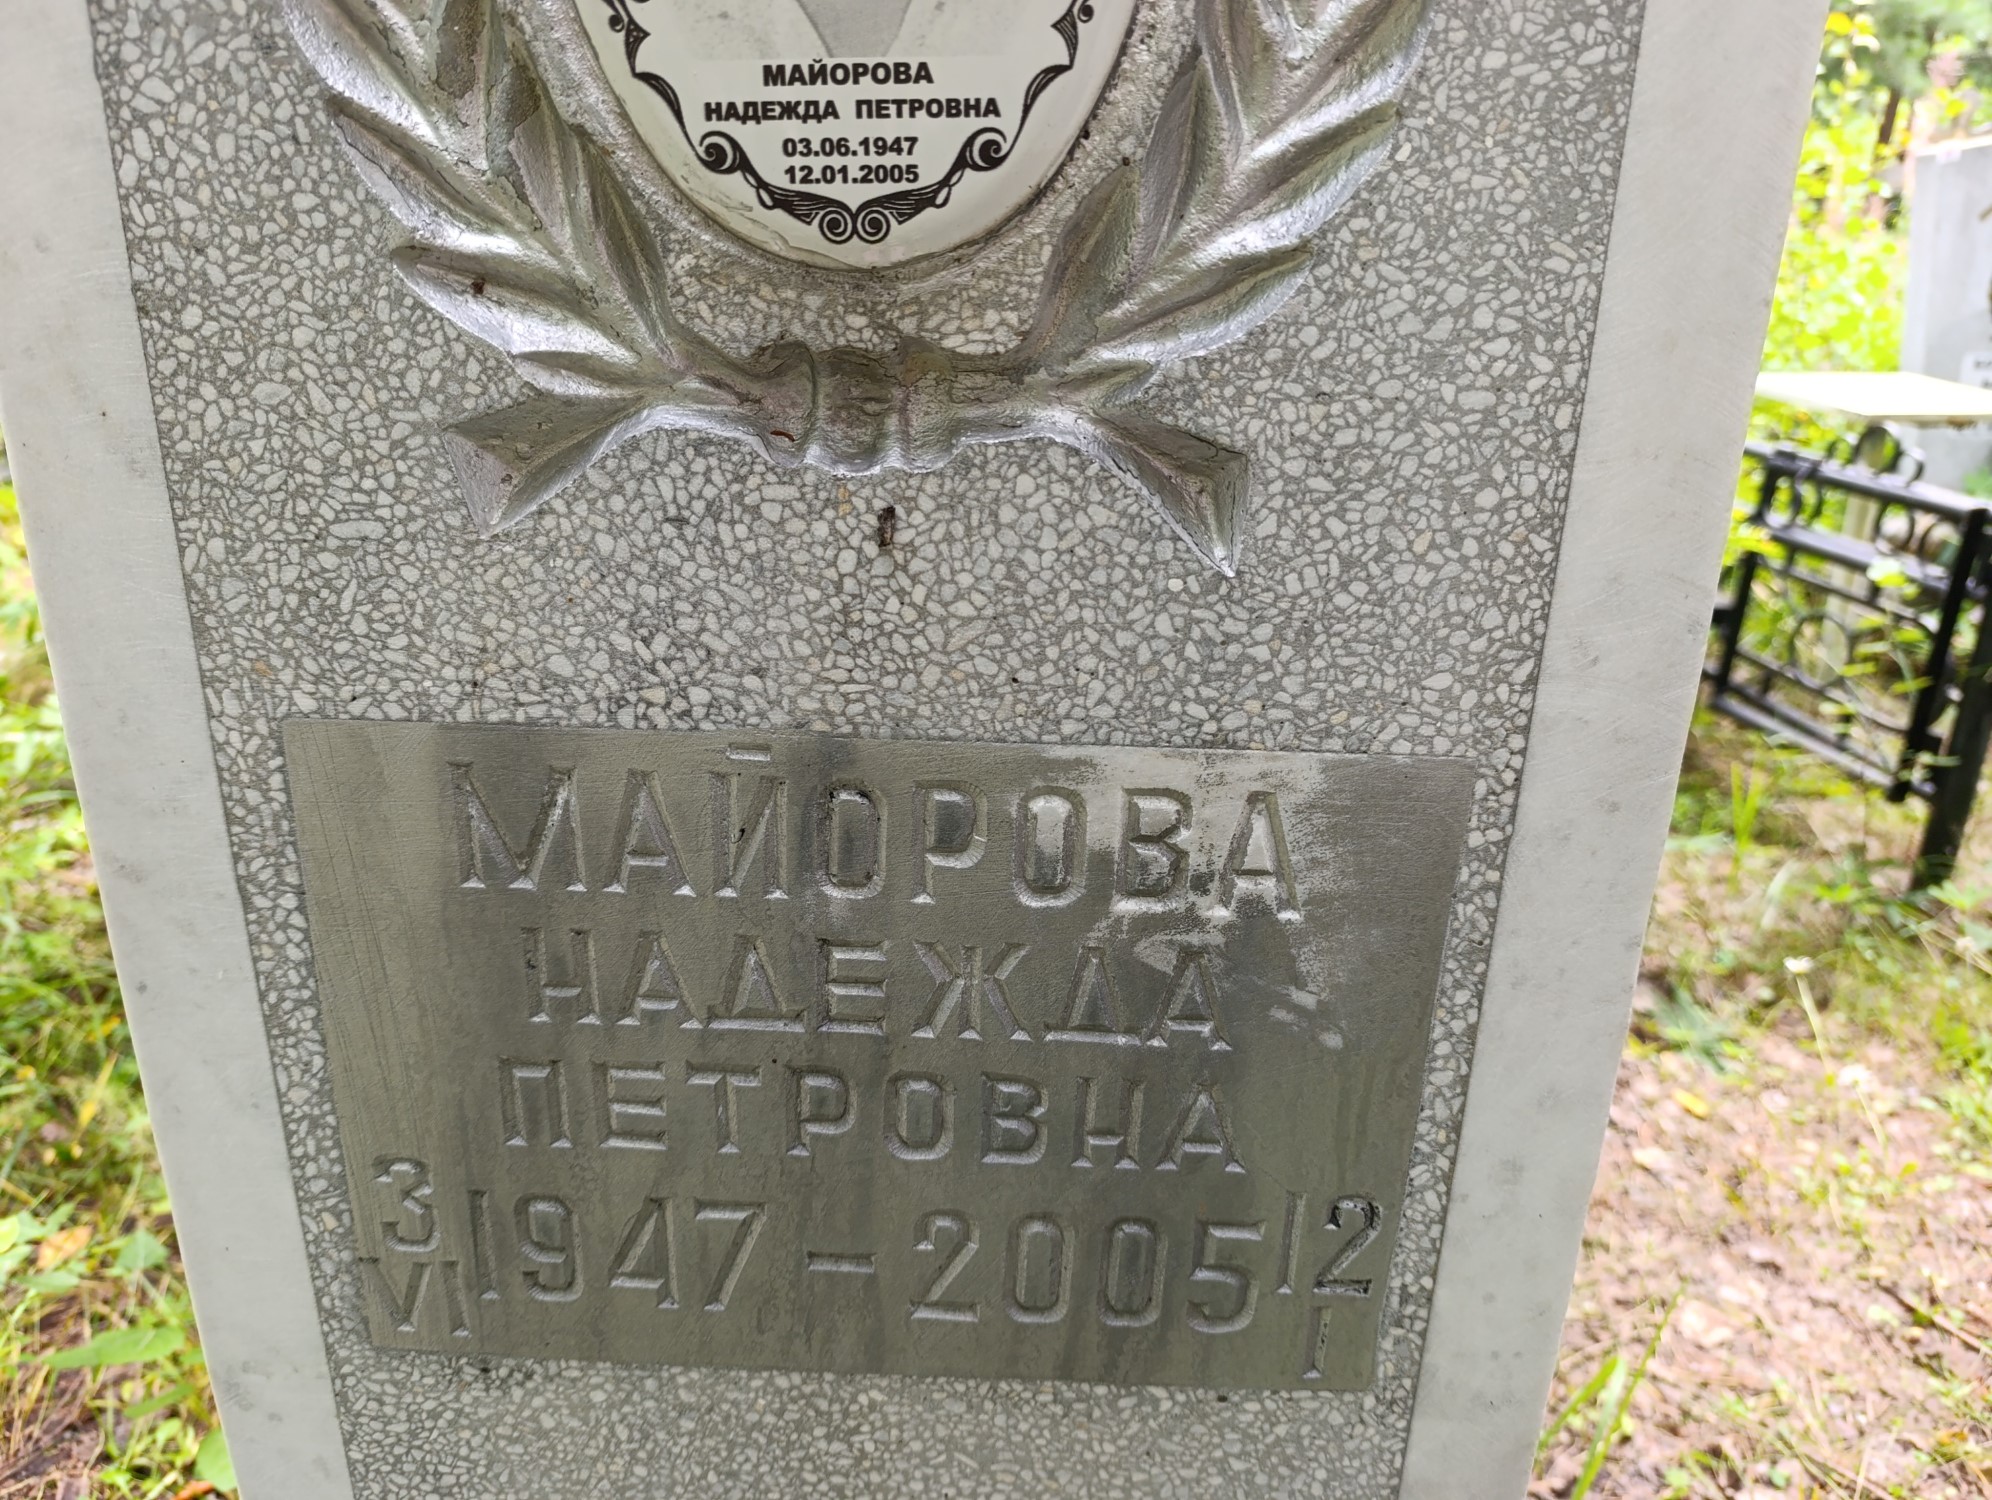 МАЙОРОВА
НАДЕЖДА ПЕТРОВНА
03.06.1947
12.01.2005
МАЙОРОВА
НАДЕЖДА
ПЕТРОВНА
3 VI 1947 – 2005 12 I